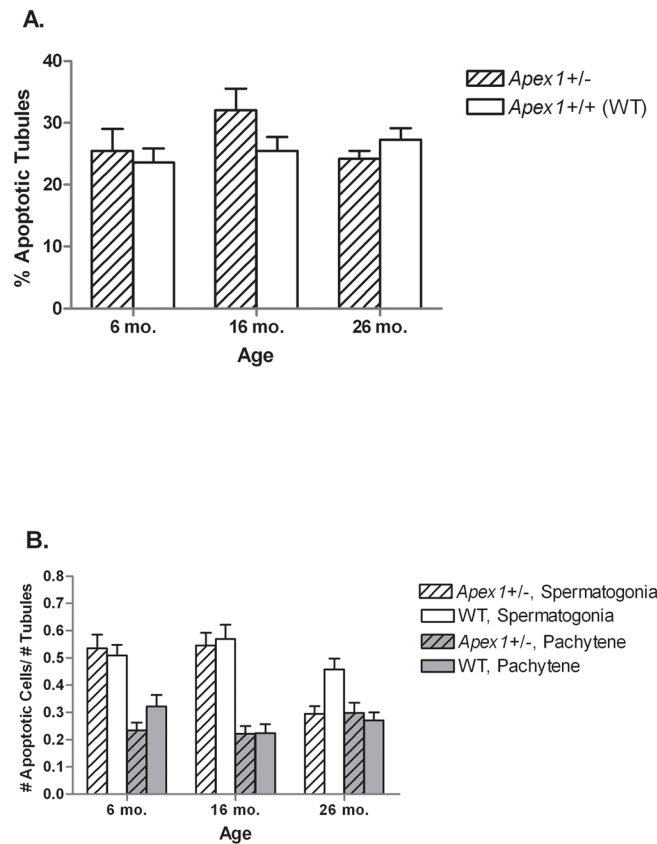 A.
40
30
20
10
0
% Apoptotic Tubules
6 mo.
16 mo.
26 mo.
Age
Apex1+/-
Apex1+/+ (WT)
B.
0.8
0.7
0.6
0.5
0.4
0.3
0.2
0.1
0.0
# Apoptotic Cells/ # Tubules
6 mo.
16 mo.
26 mo.
Age
Apex1+/-, Spermatogonia
WT, Spermatogonia
Apex1+/-, Pachytene
WT, Pachytene